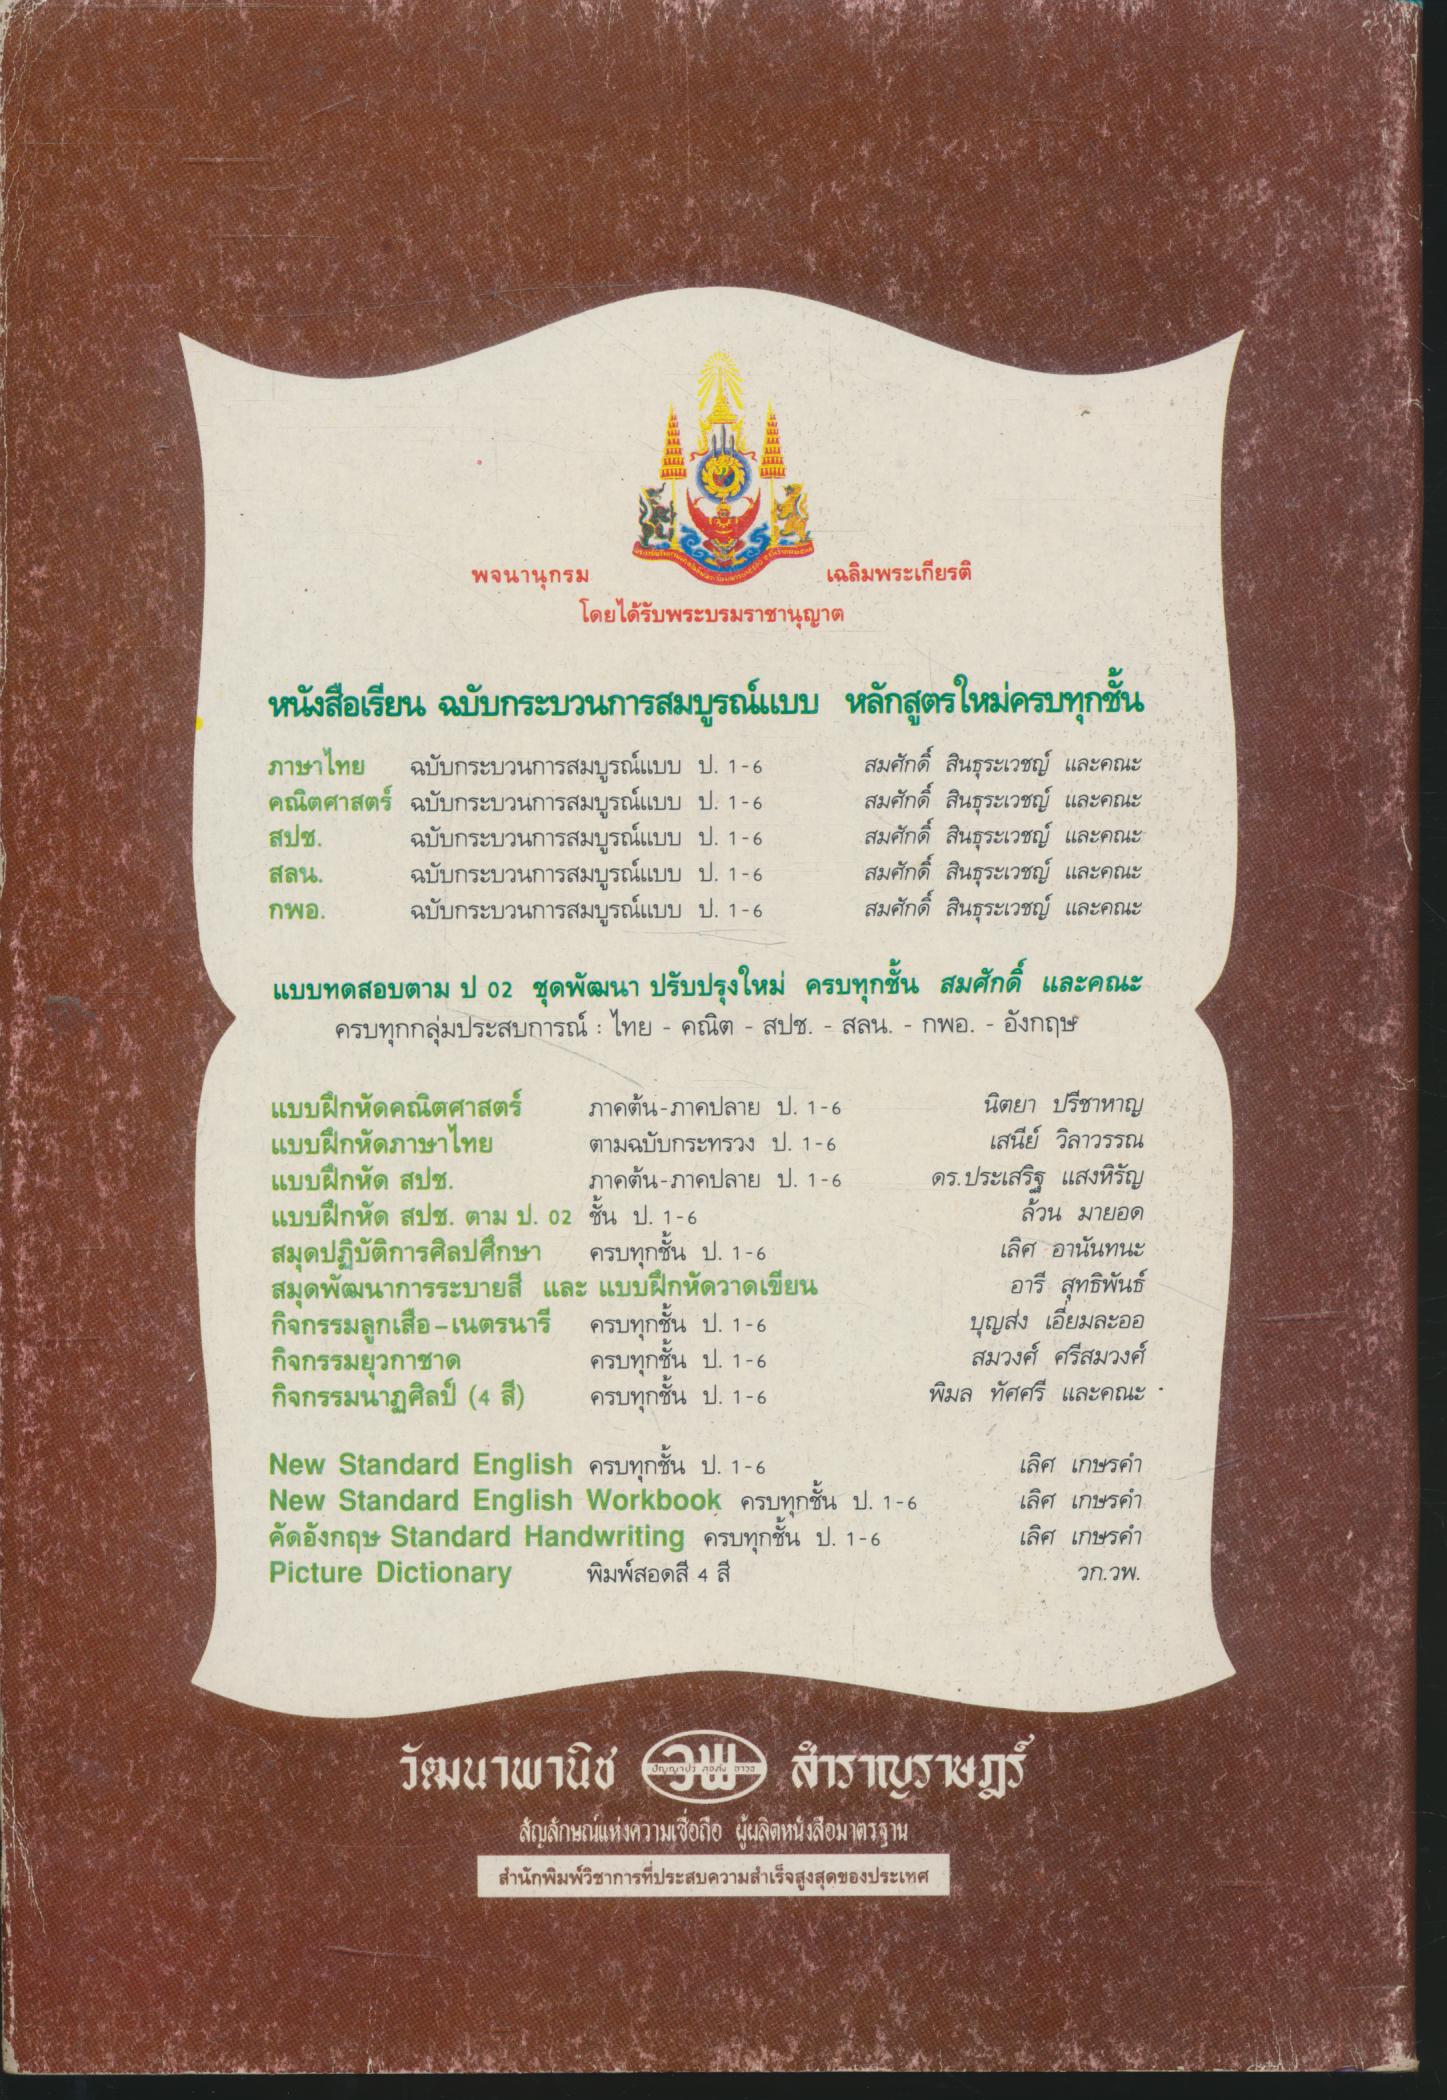 พจนานุกรม เฉลิมพระเกียรติ
โดยได้รับพระบรมราชานุญาต
หนังสือเรียน ฉบับกระบวนการสมบูรณ์แบบ หลักสูตรใหม่ครบทุกชั้น
ภาษาไทย ฉบับกระบวนการสมบูรณ์แบบ ป. 1-6 สมศักดิ์ สินธุระเวชญ์ และคณะ
คณิตศาสตร์ ฉบับกระบวนการสมบูรณ์แบบ ป. 1-6 สมศักดิ์ สินธุระเวชญ์ และคณะ
สปช. ฉบับกระบวนการสมบูรณ์แบบ ป. 1-6 สมศักดิ์ สินธุระเวชญ์ และคณะ
สลน. ฉบับกระบวนการสมบูรณ์แบบ ป. 1-6 สมศักดิ์ สินธุระเวชญ์ และคณะ
กพอ. ฉบับกระบวนการสมบูรณ์แบบ ป. 1-6 สมศักดิ์ สินธุระเวชญ์ และคณะ
แบบทดสอบตาม ป 02 ชุดพัฒนา ปรับปรุงใหม่ ครบทุกชั้น สมศักดิ์ และคณะ
ครบทุกกลุ่มประสบการณ์ : ไทย - คณิต - สปช. - สลน. - กพอ. - อังกฤษ
แบบฝึกหัดคณิตศาสตร์ ภาคต้น-ภาคปลาย ป. 1-6 นิตยา ปรีชาหาญ
แบบฝึกหัดภาษาไทย ตามฉบับกระทรวง ป. 1-6 เสนีย์ วิลาวรรณ
แบบฝึกหัด สปช. ภาคต้น-ภาคปลาย ป. 1-6 ดร.ประเสริฐ แสงหิรัญ
แบบฝึกหัด สปช. ตาม ป. 02 ชั้น ป. 1-6 ล้วน มายอด
สมุดปฏิบัติการศิลปศึกษา ครบทุกชั้น ป. 1-6 เลิศ อานันทนะ
สมุดพัฒนาการระบายสี และ แบบฝึกหัดวาดเขียน อารี สุทธิพันธ์
กิจกรรมลูกเสือ-เนตรนารี ครบทุกชั้น ป. 1-6 บุญส่ง เอี่ยมละออ
กิจกรรมยุวกาชาด ครบทุกชั้น ป. 1-6 สมวงศ์ ศรีสมวงศ์
กิจกรรมนาฏศิลป์ (4 สี) ครบทุกชั้น ป. 1-6 พิมล ทัศศรี และคณะ
New Standard English ครบทุกชั้น ป. 1-6 เลิศ เกษรคำ
New Standard English Workbook ครบทุกชั้น ป. 1-6 เลิศ เกษรคำ
คัดอังกฤษ Standard Handwriting ครบทุกชั้น ป. 1-6 เลิศ เกษรคำ
Picture Dictionary พิมพ์สอดสี 4 สี วก.วพ.
วัฒนาพานิช วพ สำราญราษฎร์
สัญลักษณ์แห่งความเชื่อถือ ผู้ผลิตหนังสือมาตรฐาน
สำนักพิมพ์วิชาการที่ประสบความสำเร็จสูงสุดของประเทศ